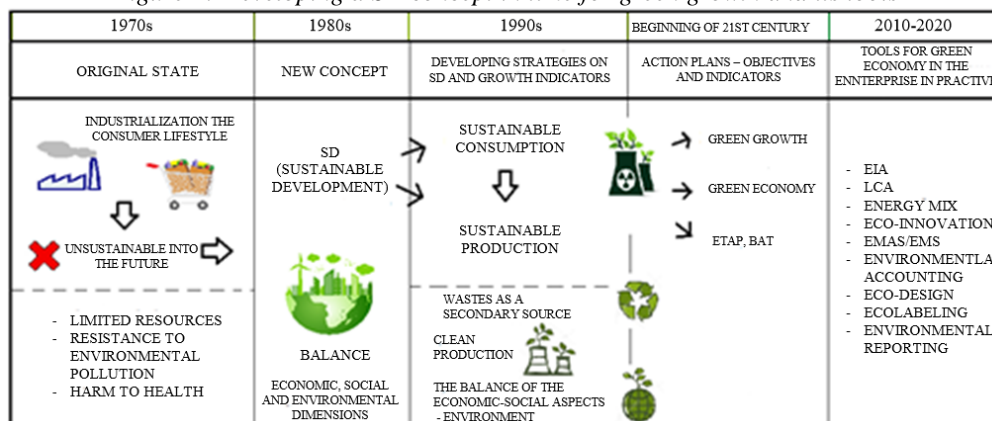 1970s
1980s
1990s
BEGINNING OF 21ST CENTURY
2010-2020
ORIGINAL STATE
NEW CONCEPT
DEVELOPING STRATEGIES ON
SD AND GROWTH INDICATORS
ACTION PLANS – OBJECTIVES
AND INDICATORS
TOOLS FOR GREEN
ECONOMY IN THE
ENNTERPRISE IN PRACTIVE
INDUSTRIALIZATION THE
CONSUMER LIFESTYLE
UNSUSTAINABLE INTO
THE FUTURE
- LIMITED RESOURCES
- RESISTANCE TO
ENVIRONMENTAL
POLLUTION
- HARM TO HEALTH
SD
(SUSTAINABLE
DEVELOPMENT)
BALANCE
ECONOMIC, SOCIAL
AND ENVIRONMENTAL
DIMENSIONS
SUSTAINABLE
CONSUMPTION
SUSTAINABLE
PRODUCTION
WASTES AS A
SECONDARY SOURCE
CLEAN
PRODUCTION
THE BALANCE OF THE
ECONOMIC-SOCIAL ASPECTS
- ENVIRONMENT
GREEN GROWTH
GREEN ECONOMY
ETAP, BAT
- EIA
- LCA
- ENERGY MIX
- ECO-INNOVATION
- EMAS/EMS
- ENVIRONMENTLA
ACCOUNTING
- ECO-DESIGN
- ECOLABELING
- ENVIRONMENTAL
REPORTING